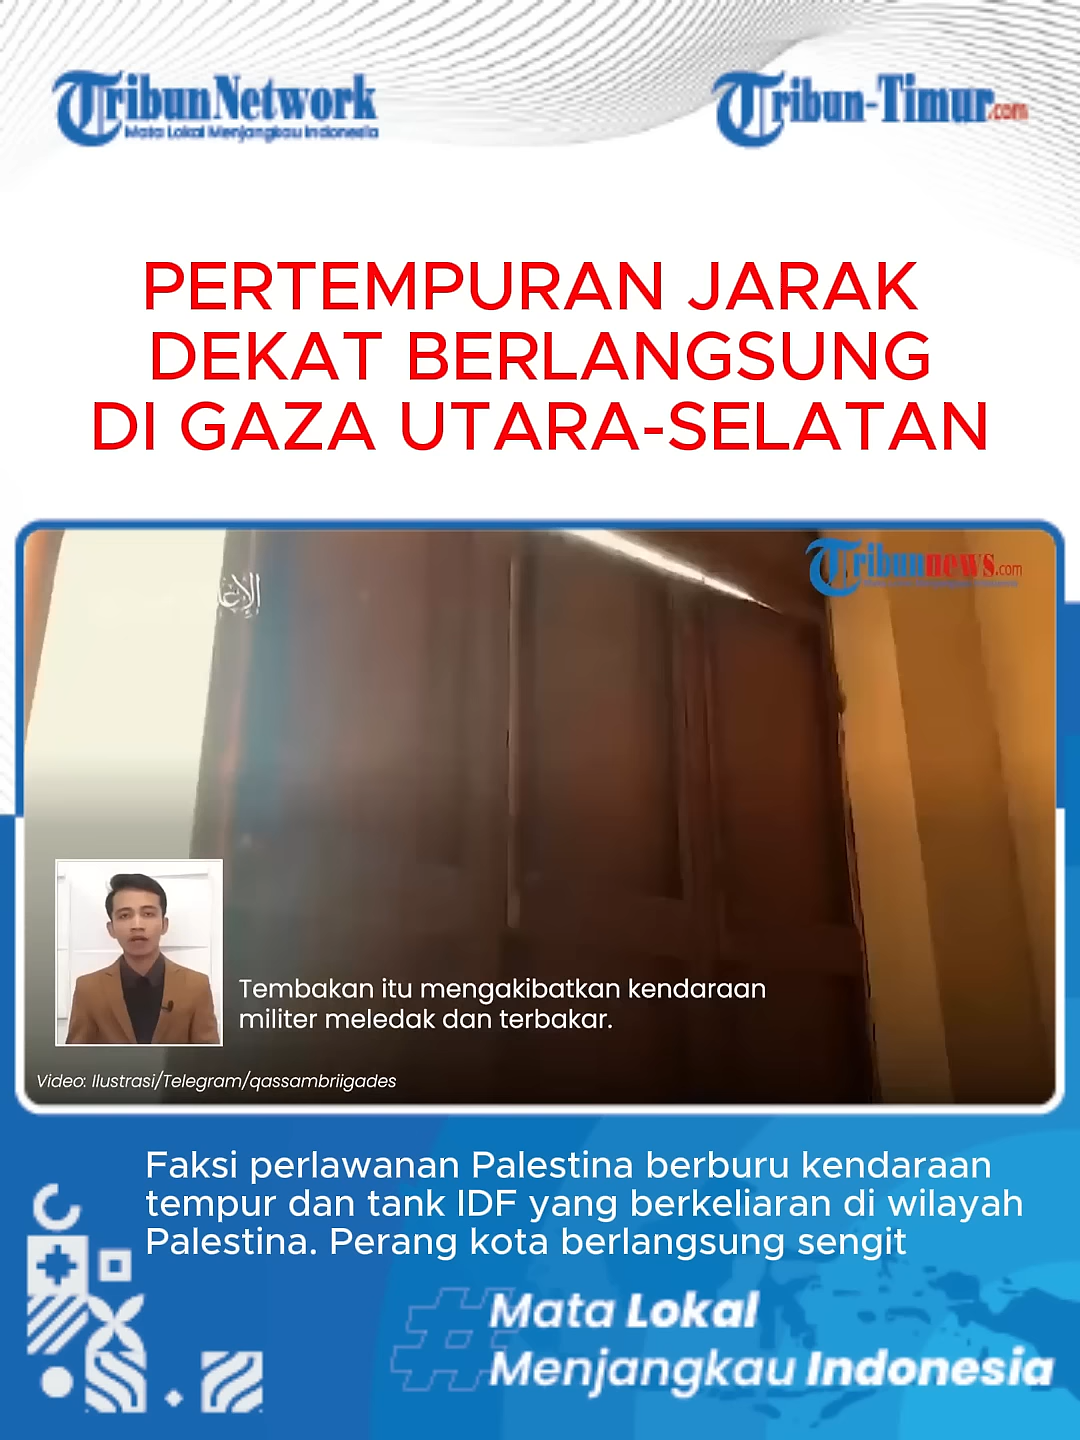 Tribun Network
Mata Lokal Menjangkau Indonesia
Tribun-Timur.com
PERTEMPURAN JARAK
DEKAT BERLANGSUNG
DI GAZA UTARA-SELATAN
Tribunnews.com
Tembakan itu mengakibatkan kendaraan
militer meledak dan terbakar.
Video: Ilustrasi/Telegram/qassambriigades
Faksi perlawanan Palestina berburu kendaraan
tempur dan tank IDF yang berkeliaran di wilayah
Palestina. Perang kota berlangsung sengit
#Mata Lokal
Menjangkau Indonesia